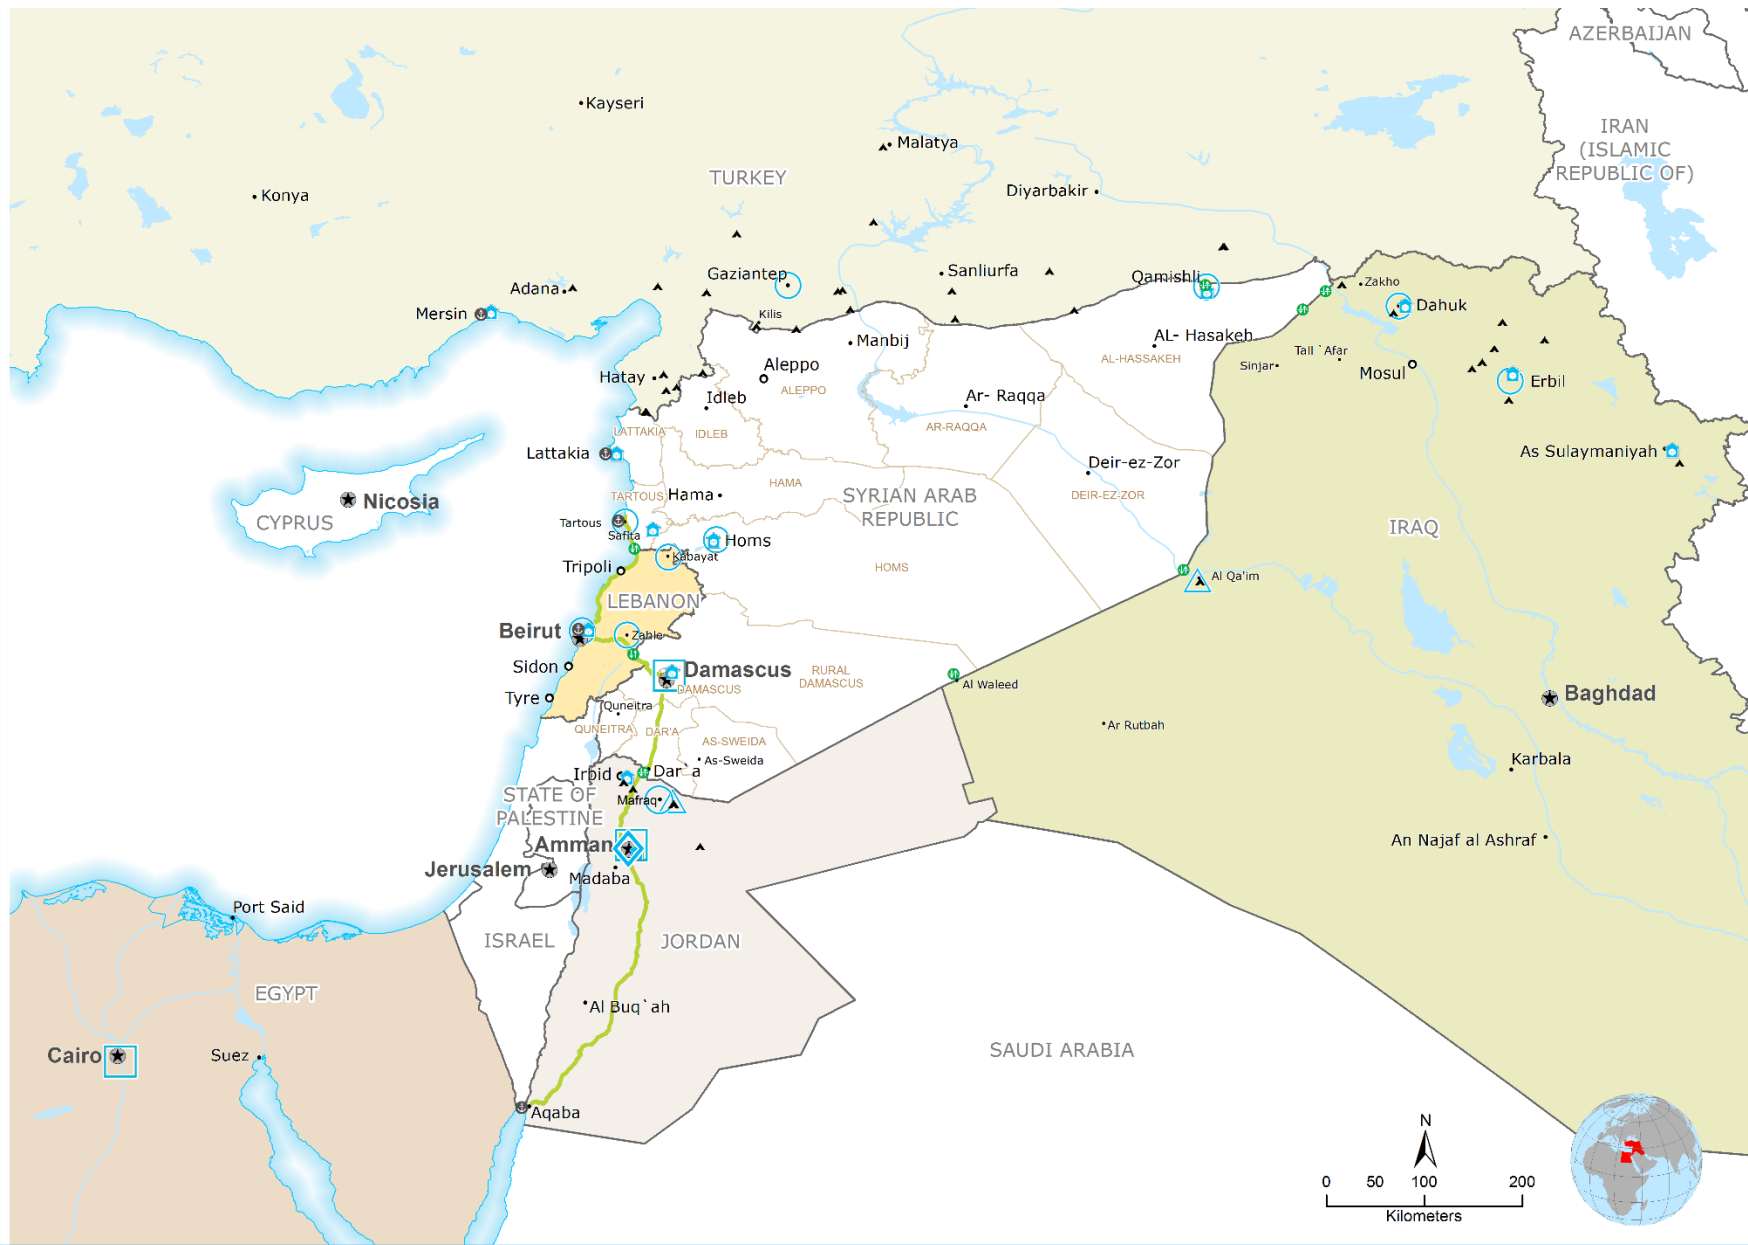 AZERBAIJAN
Kayseri
IRAN
(ISLAMIC
REPUBLIC OF)
Malatya
TURKEY
Konya
Diyarbakir
Gaziantep
Sanliurfa
Qamishli
Zakho
Adana
Dahuk
Mersin
Kilis
Manbij
AL- Hasakeh
Tall `Afar
AL-HASSAKEH
Sinjar
Mosul
Aleppo
Hatay
ALEPPO
Erbil
Idleb
Ar- Raqqa
LATTAKIA
IDLEB
AR-RAQQA
Lattakia
As Sulaymaniyah
Deir-ez-Zor
HAMA
TARTOUS
Hama
DEIR-EZ-ZOR
SYRIAN ARAB
REPUBLIC
Nicosia
CYPRUS
Tartous
Safita
IRAQ
Homs
Kabayat
Tripoli
HOMS
Al Qa'im
LEBANON
Beirut
Zahle
Sidon
Damascus
RURAL
DAMASCUS
DAMASCUS
Al Waleed
Tyre
Baghdad
Quneitra
QUNEITRA
DAR'A
Ar Rutbah
AS-SWEIDA
As-Sweida
Karbala
Irbid
Dar`a
STATE OF
PALESTINE
Mafraq
Amman
An Najaf al Ashraf
Jerusalem
Madaba
Port Said
ISRAEL
JORDAN
EGYPT
Al Buq`ah
Cairo
Suez
SAUDI ARABIA
Aqaba
N
0 50 100 200
Kilometers